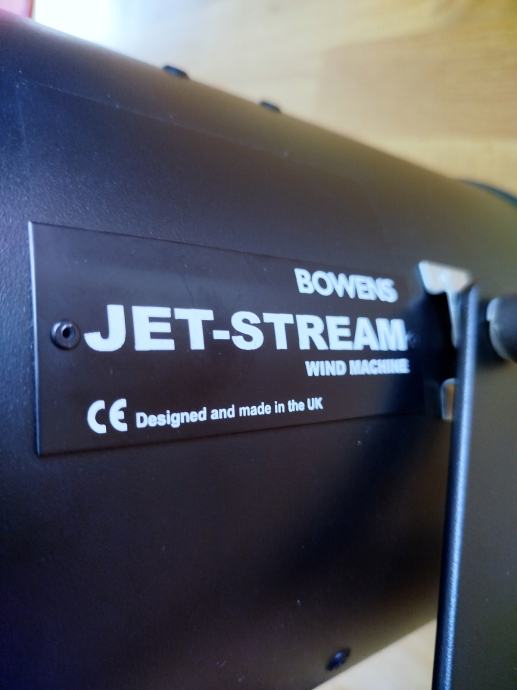 BOWENS
JET-STREAM
WIND MACHINE
CE Designed and made in the UK